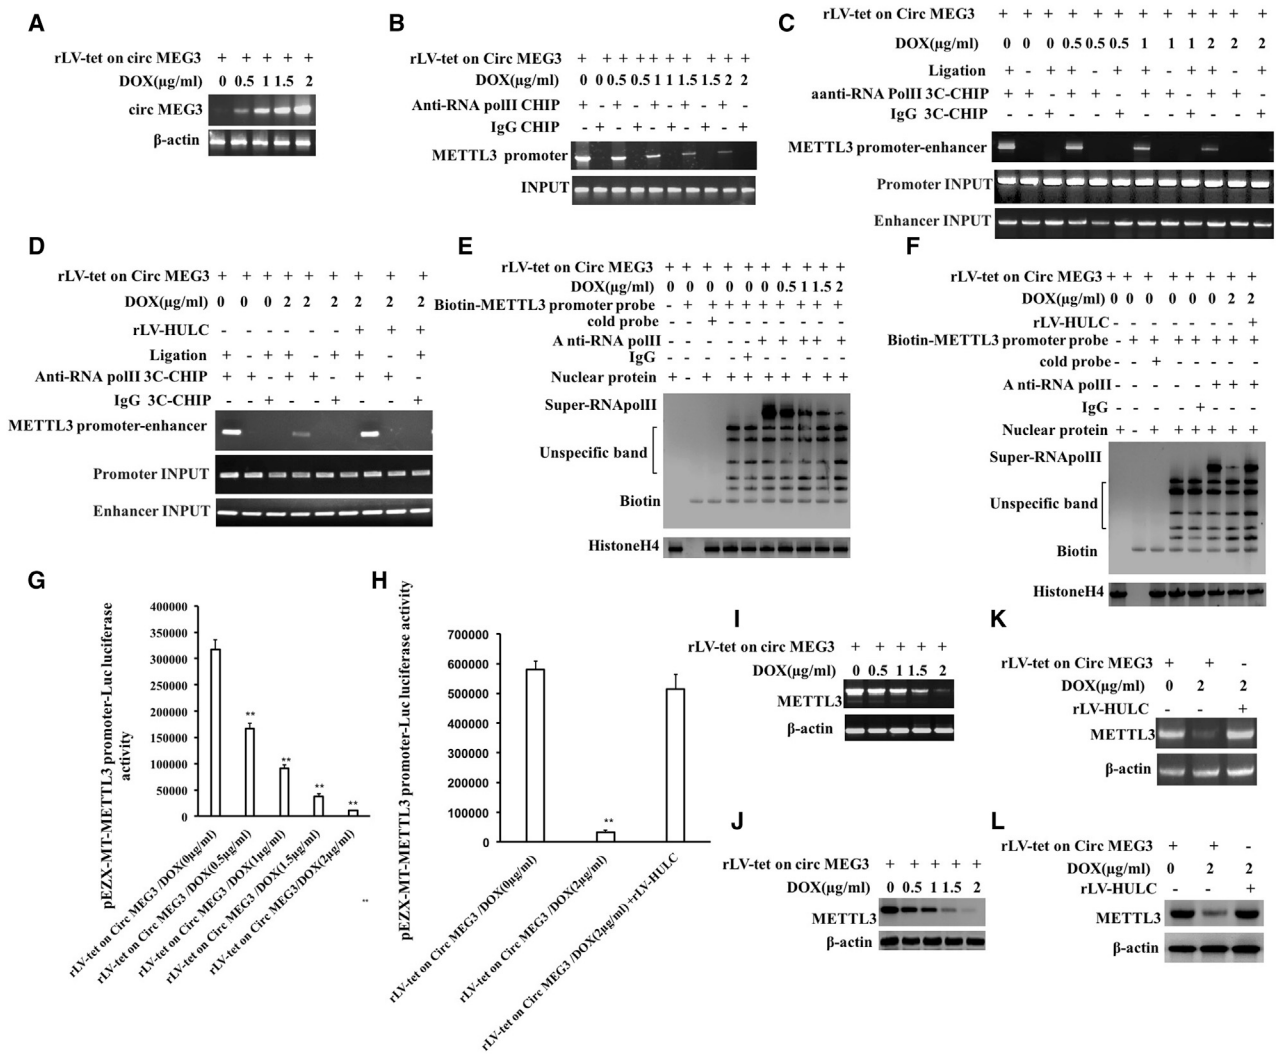 A
rLV-tet on circ MEG3 + + + + +
DOX(μg/ml) 0 0.5 1 1.5 2
circ MEG3
β-actin
B
rLV-tet on Circ MEG3 + + + + + + + + + +
DOX(μg/ml) 0 0 0.5 0.5 1 1 1.5 1.5 2 2
Anti-RNA polII CHIP + - + - + - + - + -
IgG CHIP - + - + - + - + - +
METTL3 promoter
INPUT
C
rLV-tet on Circ MEG3 + + + + + + + + + + + +
DOX(μg/ml) 0 0 0 0.5 0.5 0.5 1 1 1 2 2 2
Ligation + - + + - + + - + + - +
aanti-RNA PolII 3C-CHIP + + - + + - + + - + + -
IgG 3C-CHIP - - + - - + - - + - - +
METTL3 promoter-enhancer
Promoter INPUT
Enhancer INPUT
D
rLV-tet on Circ MEG3 + + + + + + + + +
DOX(μg/ml) 0 0 0 2 2 2 2 2 2
rLV-HULC - - - - - - + + +
Ligation + - + + - + + - +
Anti-RNA polII 3C-CHIP + + - + + - + + -
IgG 3C-CHIP - - + - - + - - +
METTL3 promoter-enhancer
Promoter INPUT
Enhancer INPUT
E
rLV-tet on Circ MEG3 + + + + + + + + + +
DOX(μg/ml) 0 0 0 0 0 0 0.5 1 1.5 2
Biotin-METTL3 promoter probe - + + + + + + + + +
cold probe - - + - - - - - - -
A nti-RNA polII - - - - - + + + + +
IgG - - - - + - - - - -
Nuclear protein + - + + + + + + + +
Super-RNApolII
Unspecific band
Biotin
HistoneH4
F
rLV-tet on Circ MEG3 + + + + + + + +
DOX(μg/ml) 0 0 0 0 0 0 2 2
rLV-HULC - - - - - - - +
Biotin-METTL3 promoter probe - + + + + + + +
cold probe - - + - - - - -
A nti-RNA polII - - - - - + + +
IgG - - - - + - - -
Nuclear protein + - + + + + + +
Super-RNApolII
Unspecific band
Biotin
HistoneH4
G
pEZX-MT-METTL3 promoter-Luc luciferase
activity
400000
350000
300000
250000
200000
150000
100000
50000
0
**
**
**
**
**
rLV-tet on Circ MEG3 /DOX(0μg/ml)
rLV-tet on Circ MEG3 /DOX(0.5μg/ml)
rLV-tet on Circ MEG3 /DOX(1μg/ml)
rLV-tet on Circ MEG3 /DOX(1.5μg/ml)
rLV-tet on Circ MEG3/DOX(2μg/ml)
H
pEZX-MT-METTL3 promoter-Luc luciferase activity
700000
600000
500000
400000
300000
200000
100000
0
**
rLV-tet on Circ MEG3 /DOX(0μg/ml)
rLV-tet on Circ MEG3 /DOX(2μg/ml)
rLV-tet on Circ MEG3 /DOX(2μg/ml) +rLV-HULC
I
rLV-tet on circ MEG3 + + + + +
DOX(μg/ml) 0 0.5 1 1.5 2
METTL3
β-actin
J
rLV-tet on circ MEG3 + + + + +
DOX(μg/ml) 0 0.5 1 1.5 2
METTL3
β-actin
K
rLV-tet on Circ MEG3 + + -
DOX(μg/ml) 0 2 2
rLV-HULC - - +
METTL3
β-actin
L
rLV-tet on Circ MEG3 + + -
DOX(μg/ml) 0 2 2
rLV-HULC - - +
METTL3
β-actin